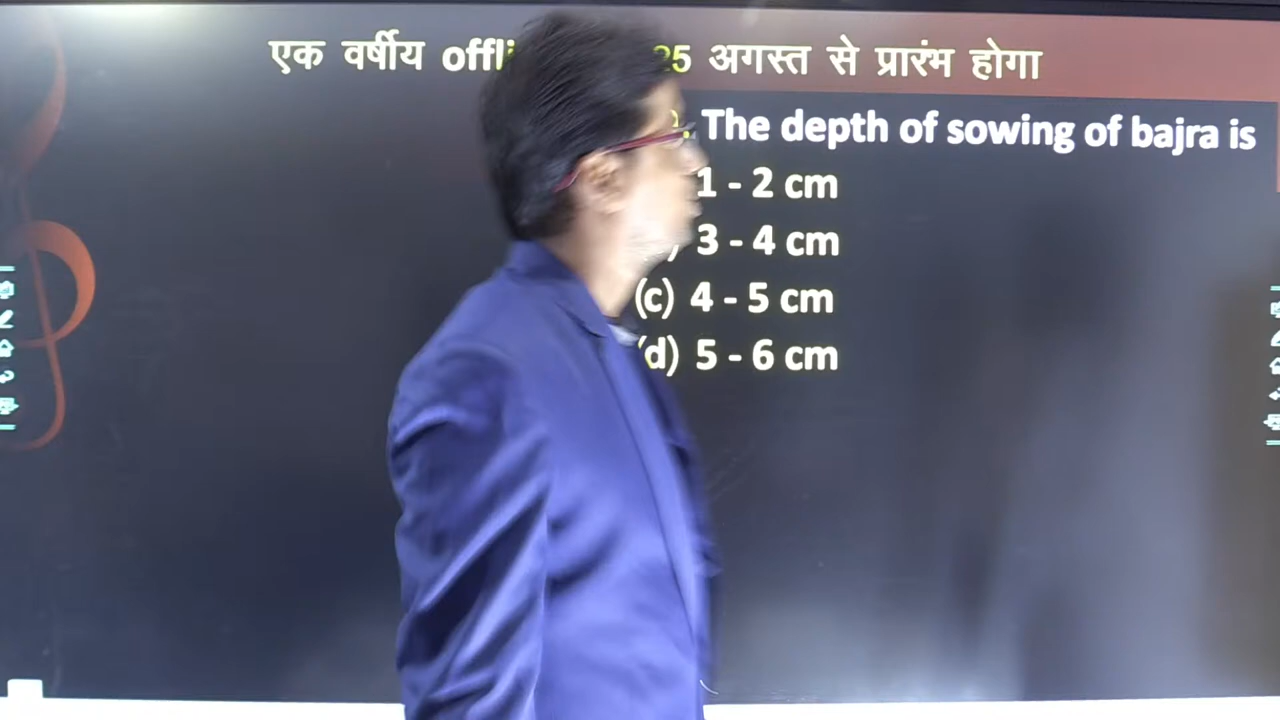 एक वर्षीय offli 25 अगस्त से प्रारंभ होगा
The depth of sowing of bajra is
1 - 2 cm
3 - 4 cm
(c) 4 - 5 cm
(d) 5 - 6 cm